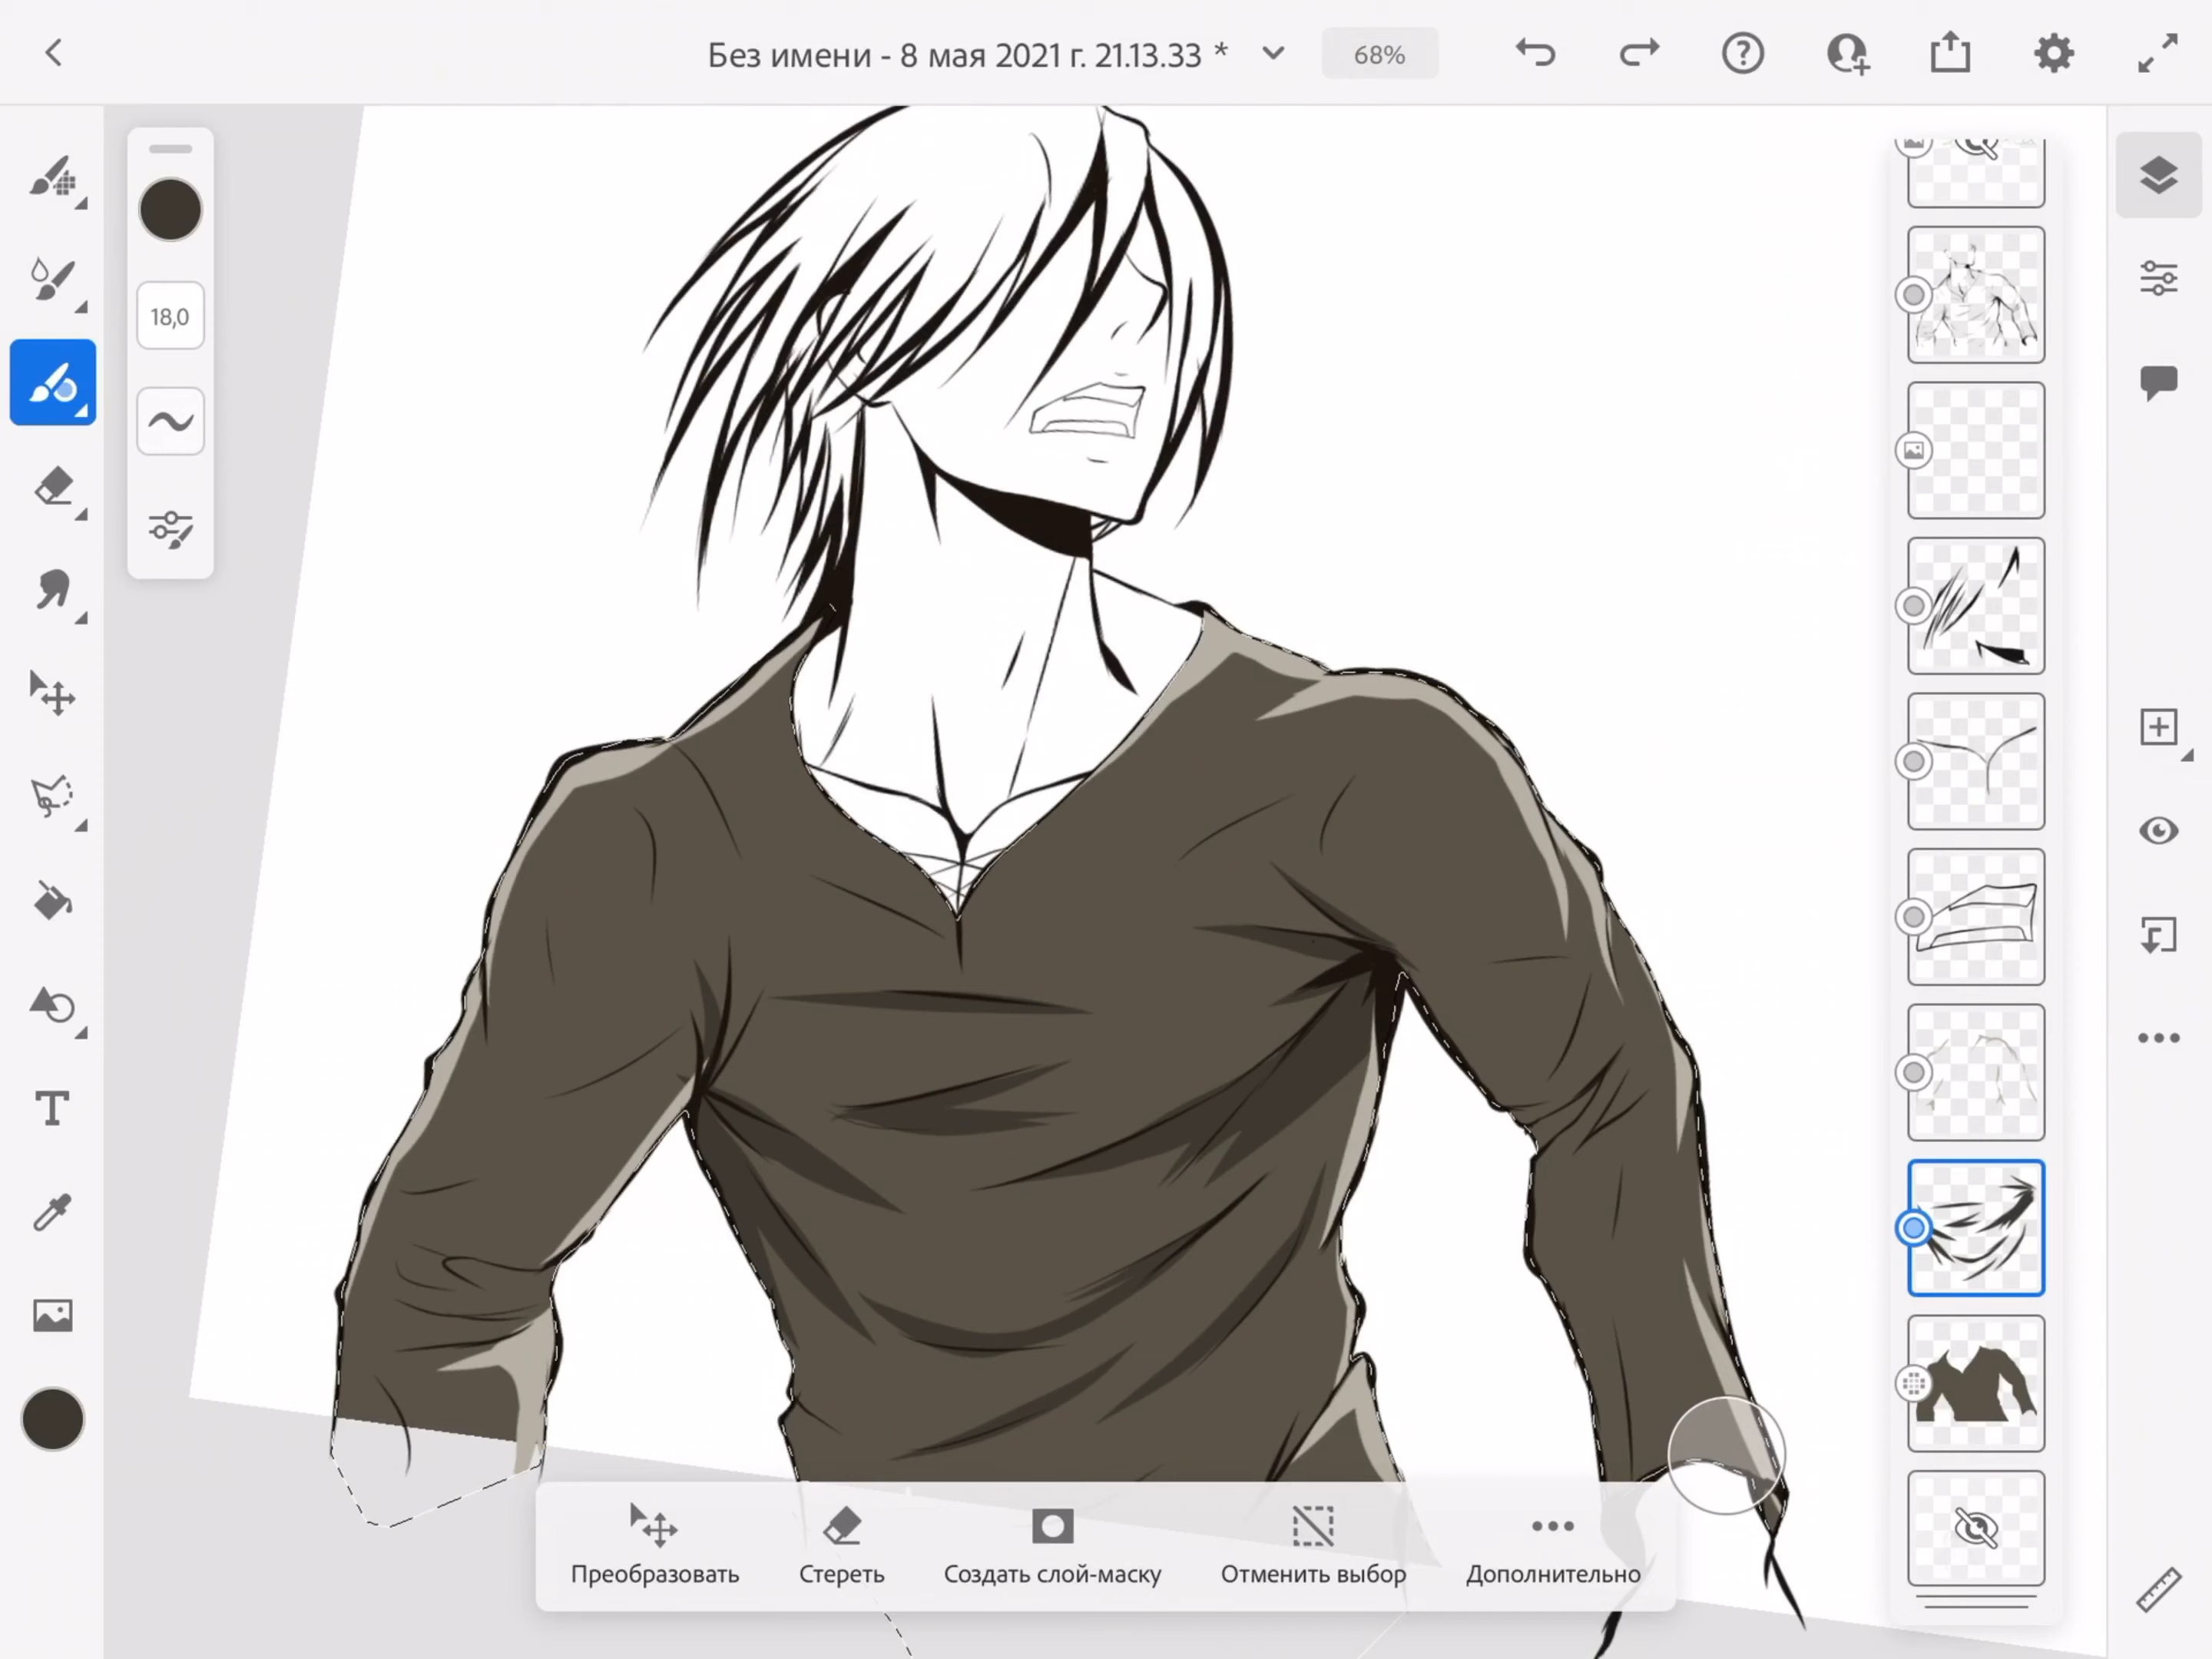 Без имени - 8 мая 2021 г. 21.13.33 *
68%
18,0
Преобразовать
Стереть
Создать слой-маску
Отменить выбор
Дополнительно